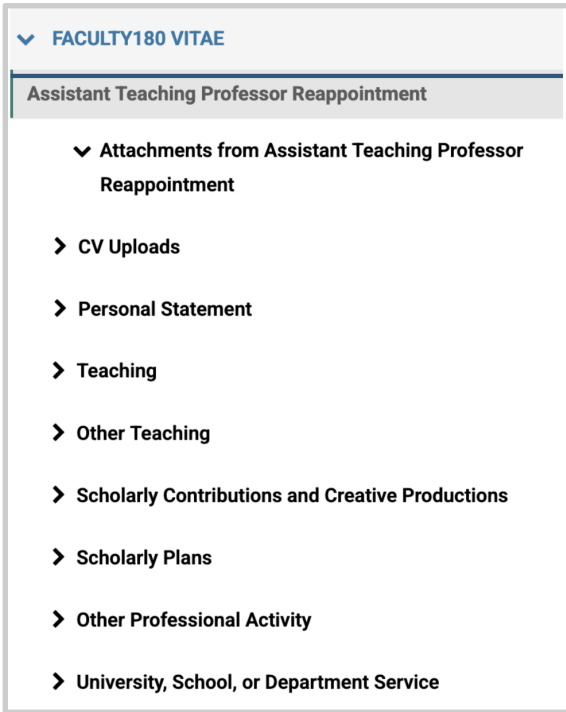 FACULTY180 VITAE
Assistant Teaching Professor Reappointment
Attachments from Assistant Teaching Professor
Reappointment
CV Uploads
Personal Statement
Teaching
Other Teaching
Scholarly Contributions and Creative Productions
Scholarly Plans
Other Professional Activity
University, School, or Department Service